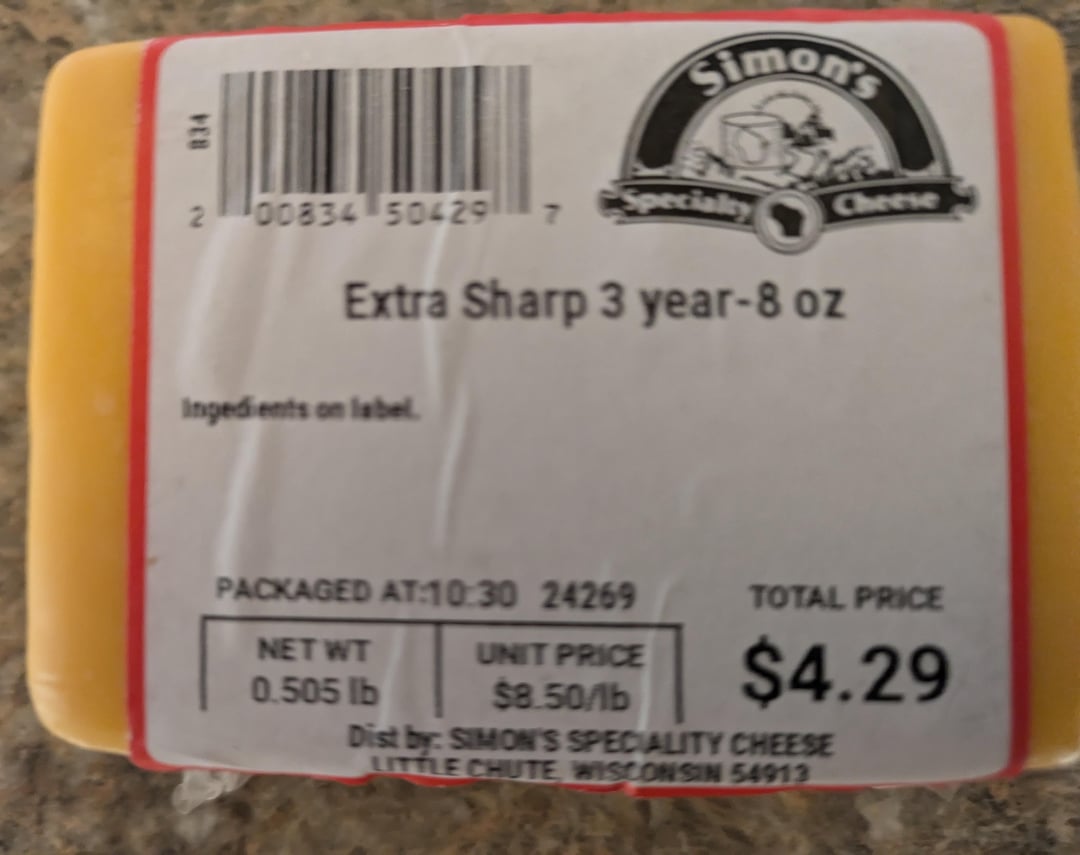 834
2 00834 50429 7
Simon's
Specialty Cheese
Extra Sharp 3 year-8 oz
Ingedients on label.
PACKAGED AT:10:30 24269
TOTAL PRICE
NET WT
UNIT PRICE
0.505 lb
$8.50/lb
$4.29
Dist by: SIMON'S SPECIALITY CHEESE
LITTLE CHUTE, WISCONSIN 54913